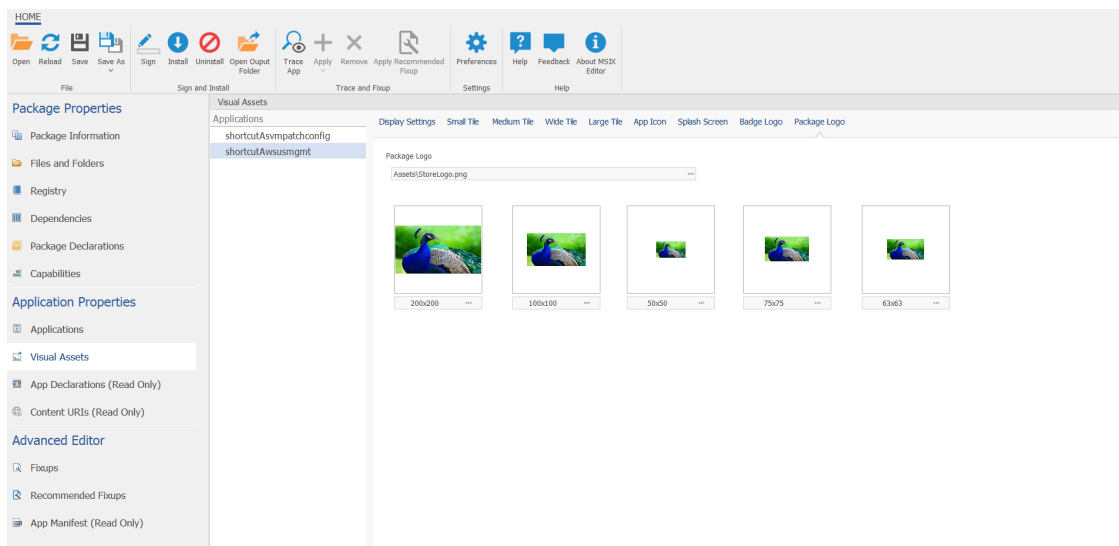 HOME
Open Reload Save Save As Sign Install Uninstall Open Ouput Folder Trace App Apply Remove Apply Recommended Fixup Preferences Help Feedback About MSIX Editor
File Sign and Install Trace and Fixup Settings Help
Package Properties
Package Information
Files and Folders
Registry
Dependencies
Package Declarations
Capabilities
Application Properties
Applications
Visual Assets
App Declarations (Read Only)
Content URIs (Read Only)
Advanced Editor
Fixups
Recommended Fixups
App Manifest (Read Only)
Visual Assets
Applications
shortcutAsvmpatchconfig
shortcutAwsusmgmt
Display Settings Small Tile Medium Tile Wide Tile Large Tile App Icon Splash Screen Badge Logo Package Logo
Package Logo
Assets\StoreLogo.png ...
200x200 ... 100x100 ... 50x50 ... 75x75 ... 63x63 ...